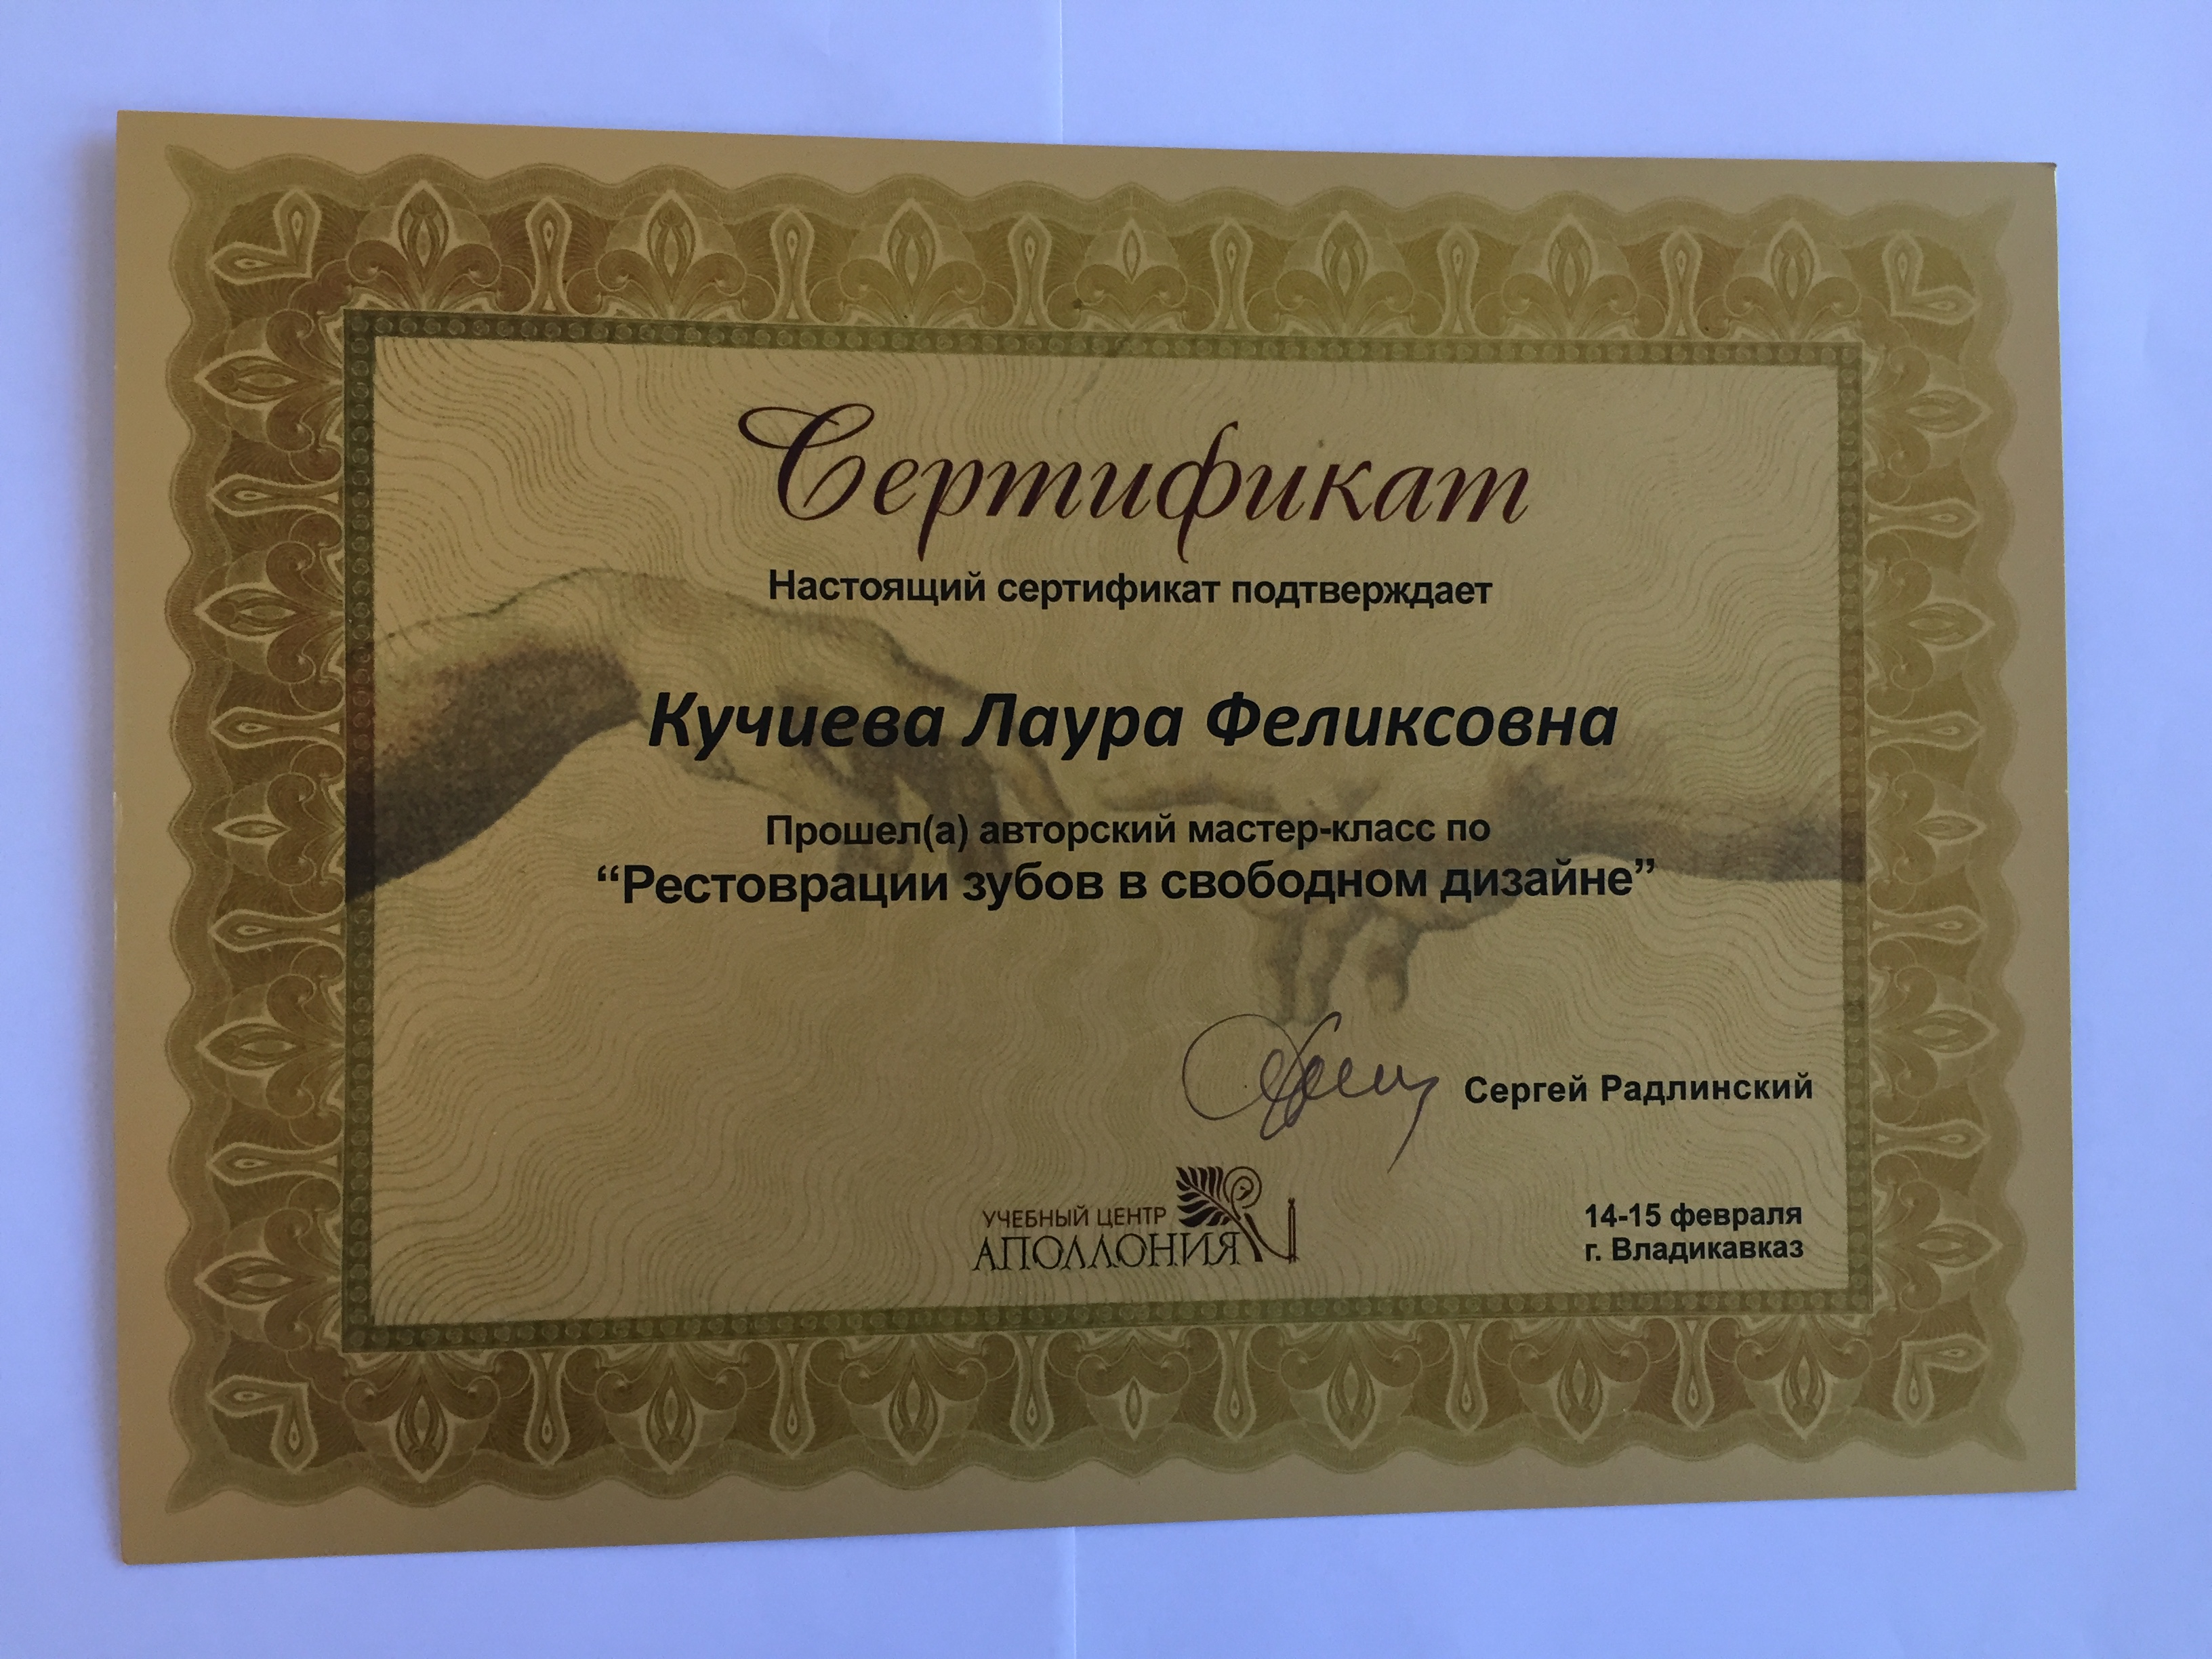 Сертификат
Настоящий сертификат подтверждает
Кучиева Лаура Феликсовна
Прошел(а) авторский мастер-класс по
“Рестоврации зубов в свободном дизайне”
Сергей Радлинский
УЧЕБНЫЙ ЦЕНТР
АПОЛЛОНИЯ
14-15 февраля
г. Владикавказ